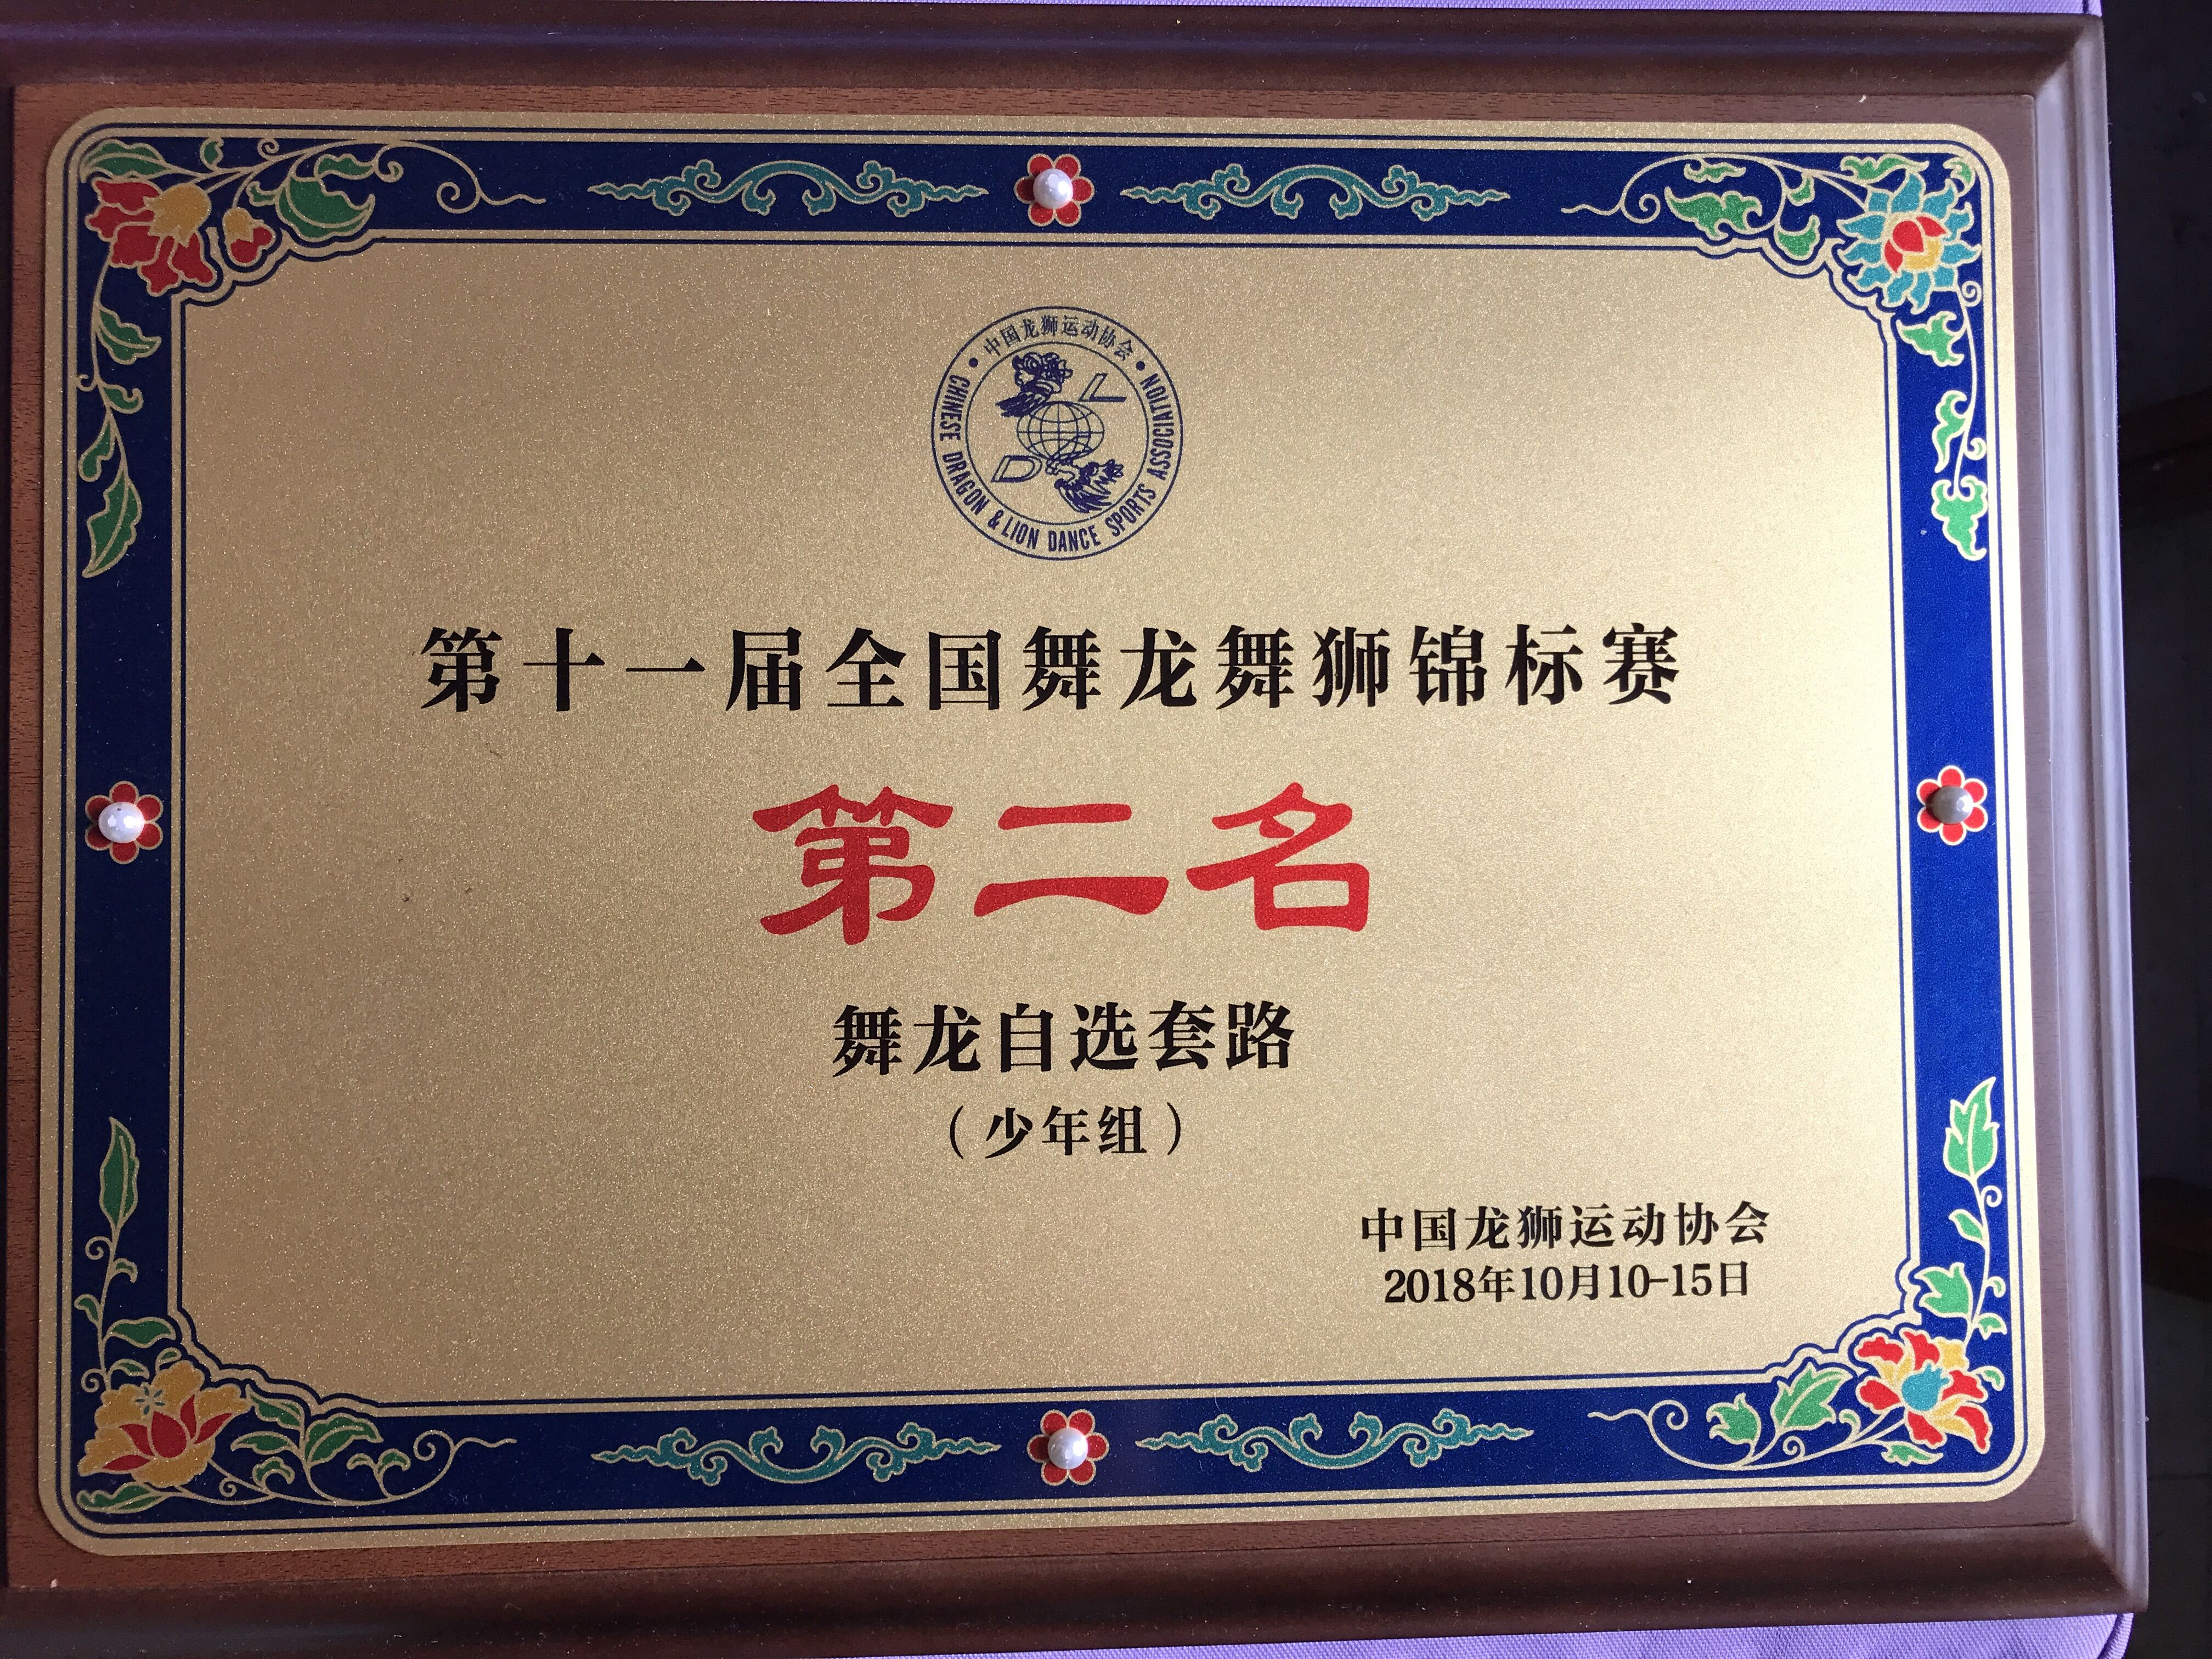 中国龙狮运动协会
CHINESE DRAGON & LION DANCE SPORTS ASSOCIATION
L
D
第十一届全国舞龙舞狮锦标赛
第二名
舞龙自选套路
（少年组）
中国龙狮运动协会
2018年10月10-15日